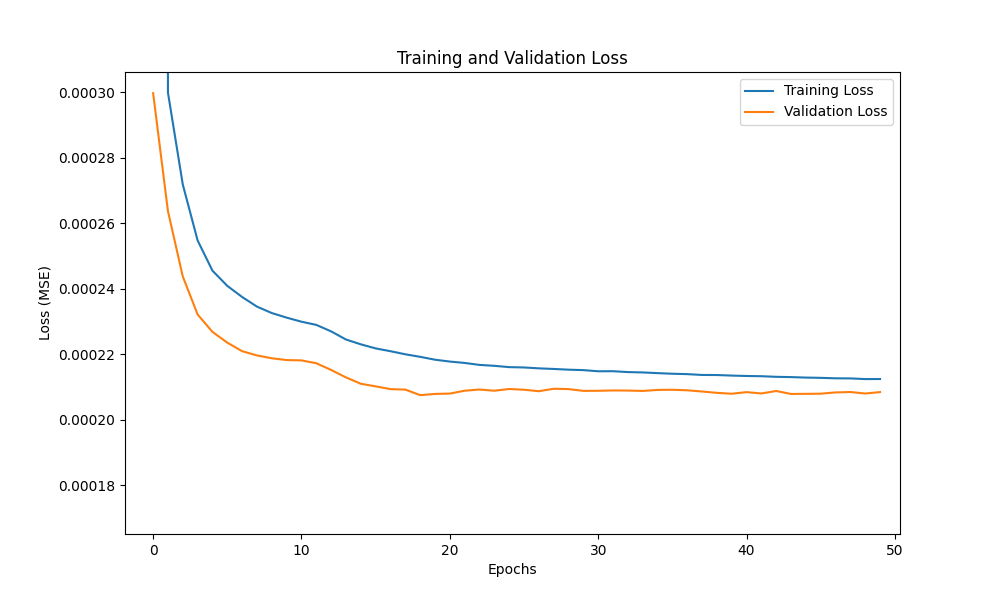 Training and Validation Loss
Training Loss
Validation Loss
0.00030
0.00028
0.00026
0.00024
0.00022
0.00020
0.00018
Loss (MSE)
0 10 20 30 40 50
Epochs